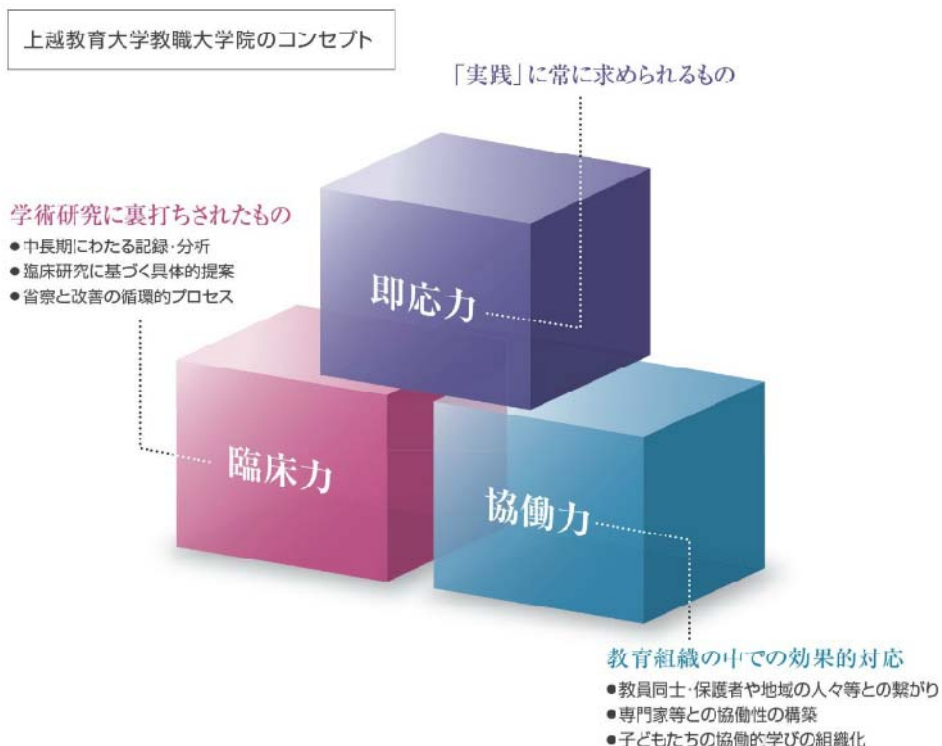 上越教育大学教職大学院のコンセプト
「実践」に常に求められるもの
学術研究に裏打ちされたもの
●中長期にわたる記録・分析
●臨床研究に基づく具体的提案
●省察と改善の循環的プロセス
即応力
臨床力
協働力
教育組織の中での効果的対応
●教員同士・保護者や地域の人々等との繋がり
●専門家等との協働性の構築
●子どもたちの協働的学びの組織化